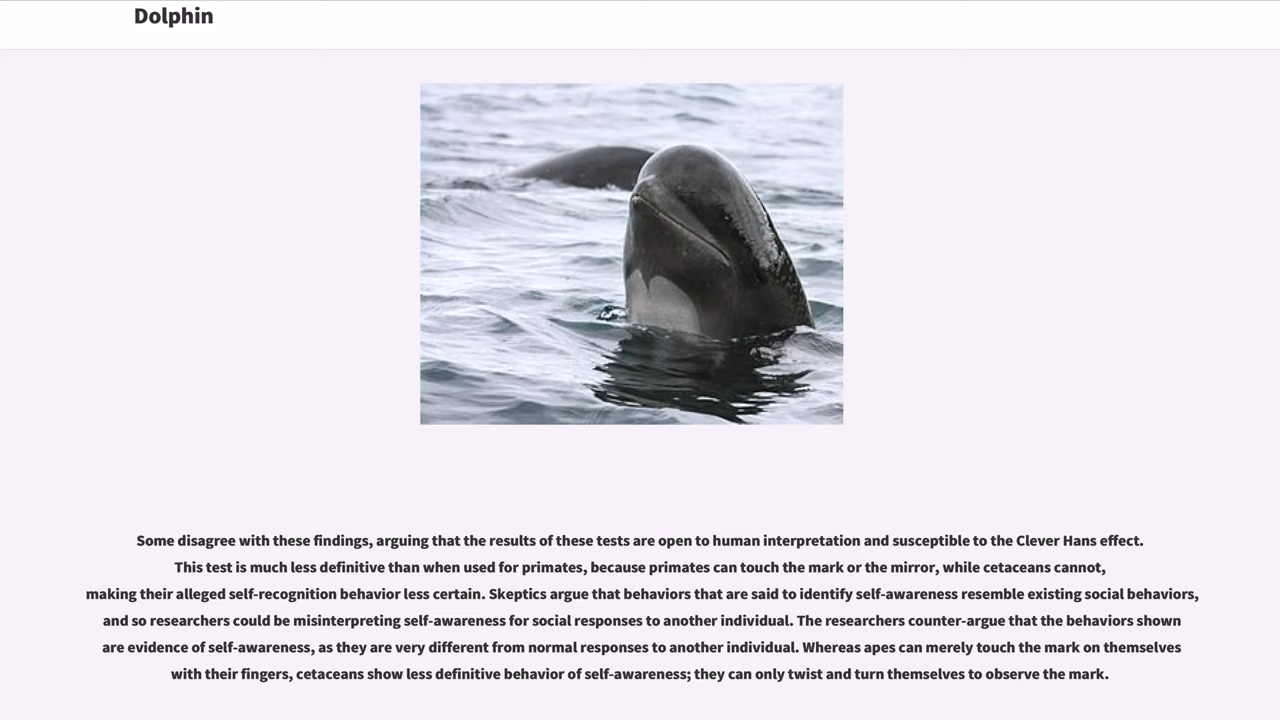 Dolphin
Some disagree with these findings, arguing that the results of these tests are open to human interpretation and susceptible to the Clever Hans effect.
This test is much less definitive than when used for primates, because primates can touch the mark or the mirror, while cetaceans cannot,
making their alleged self-recognition behavior less certain. Skeptics argue that behaviors that are said to identify self-awareness resemble existing social behaviors,
and so researchers could be misinterpreting self-awareness for social responses to another individual. The researchers counter-argue that the behaviors shown
are evidence of self-awareness, as they are very different from normal responses to another individual. Whereas apes can merely touch the mark on themselves
with their fingers, cetaceans show less definitive behavior of self-awareness; they can only twist and turn themselves to observe the mark.